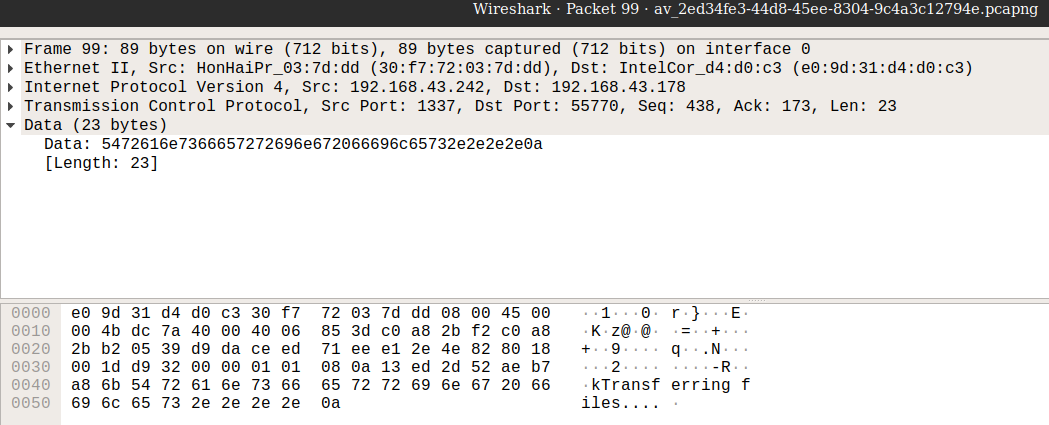 Wireshark · Packet 99 · av_2ed34fe3-44d8-45ee-8304-9c4a3c12794e.pcapng
Frame 99: 89 bytes on wire (712 bits), 89 bytes captured (712 bits) on interface 0
Ethernet II, Src: HonHaiPr_03:7d:dd (30:f7:72:03:7d:dd), Dst: IntelCor_d4:d0:c3 (e0:9d:31:d4:d0:c3)
Internet Protocol Version 4, Src: 192.168.43.242, Dst: 192.168.43.178
Transmission Control Protocol, Src Port: 1337, Dst Port: 55770, Seq: 438, Ack: 173, Len: 23
Data (23 bytes)
Data: 5472616e7366657272696e672066696c65732e2e2e2e0a
[Length: 23]
0000 e0 9d 31 d4 d0 c3 30 f7 72 03 7d dd 08 00 45 00 ··1···0· r·}···E·
0010 00 4b dc 7a 40 00 40 06 85 3d c0 a8 2b f2 c0 a8 ·K·z@·@· ·=··+···
0020 2b b2 05 39 d9 da ce ed 71 ee e1 2e 4e 82 80 18 +··9···· q··.N···
0030 00 1d d9 32 00 00 01 01 08 0a 13 ed 2d 52 ae b7 ···2···· ····-R··
0040 a8 6b 54 72 61 6e 73 66 65 72 72 69 6e 67 20 66 ·kTransf erring f
0050 69 6c 65 73 2e 2e 2e 2e 0a iles.... ·